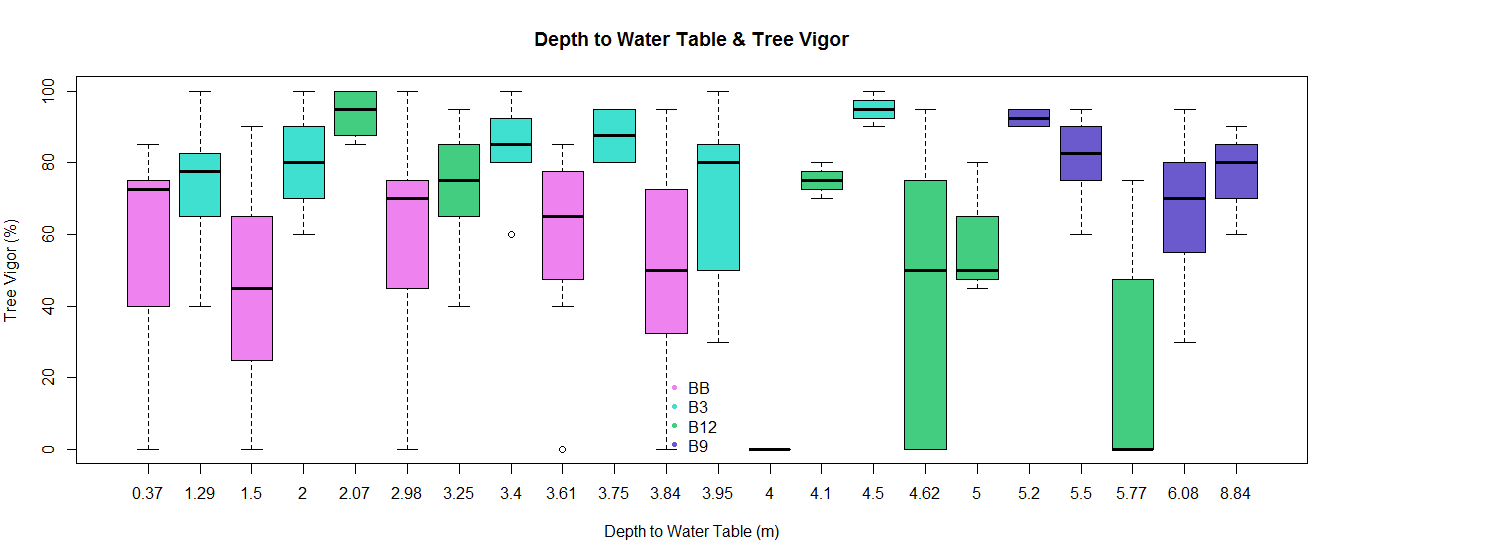 Depth to Water Table & Tree Vigor
Tree Vigor (%)
100
80
60
40
20
0
BB
B3
B12
B9
0.37 1.29 1.5 2 2.07 2.98 3.25 3.4 3.61 3.75 3.84 3.95 4 4.1 4.5 4.62 5 5.2 5.5 5.77 6.08 8.84
Depth to Water Table (m)